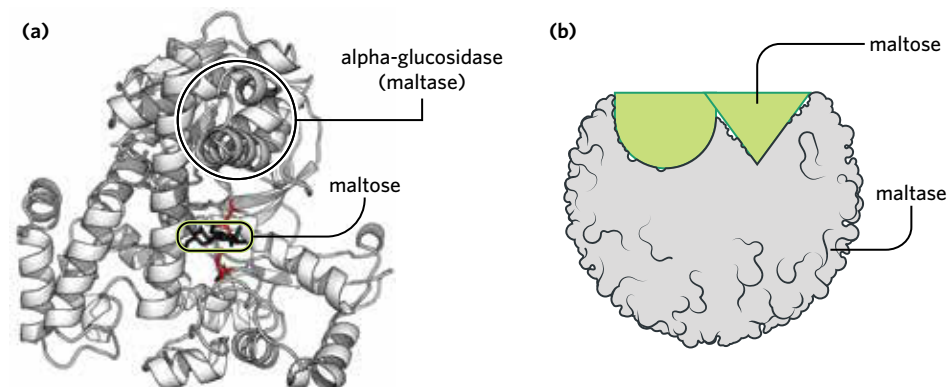 (a)
alpha-glucosidase
(maltase)
maltose
(b)
maltose
maltase